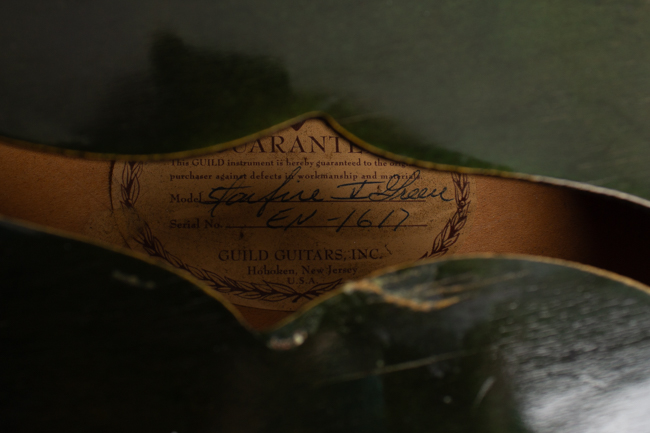 GUARANTEE
This GUILD instrument is hereby guaranteed to the
purchaser against defects in workmanship and material
Model Starfire V Green
Serial No. EN-1617
GUILD GUITARS, INC.
Hoboken, New Jersey
U.S.A.